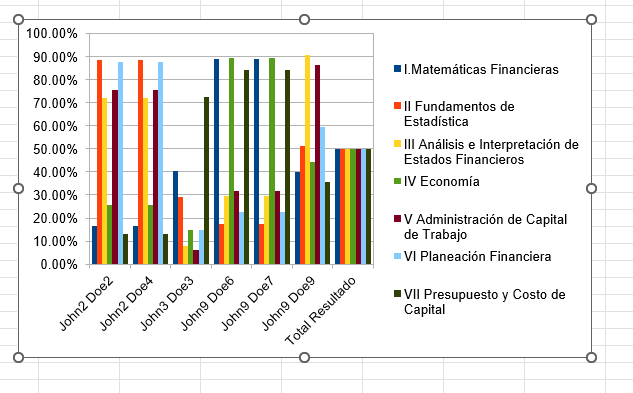 100.00%
90.00%
80.00%
70.00%
60.00%
50.00%
40.00%
30.00%
20.00%
10.00%
0.00%
John2 Doe2
John2 Doe4
John3 Doe3
John9 Doe6
John9 Doe7
John9 Doe9
Total Resultado
I.Matemáticas Financieras
II Fundamentos de
Estadística
III Análisis e Interpretación de
Estados Financieros
IV Economía
V Administración de Capital
de Trabajo
VI Planeación Financiera
VII Presupuesto y Costo de
Capital